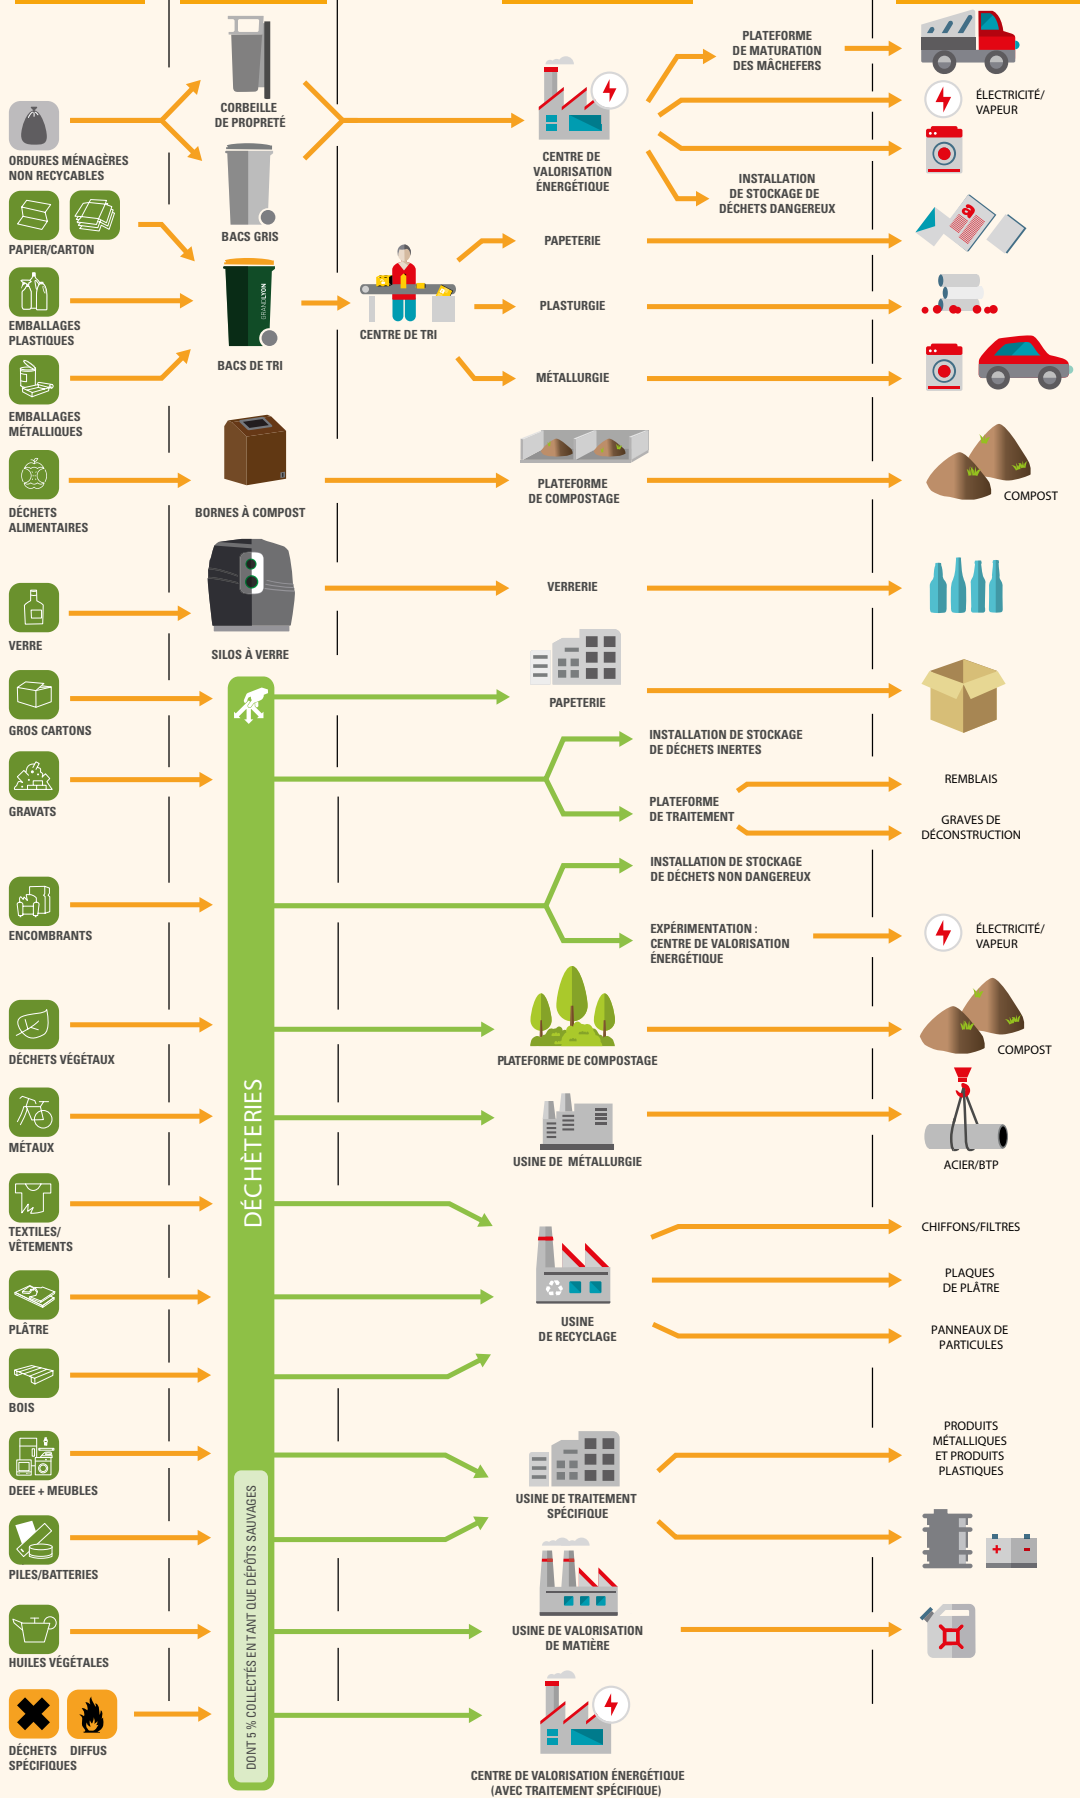 PLATEFORME
DE MATURATION
DES MÂCHEFERS
CORBEILLE
DE PROPRETÉ
ÉLECTRICITÉ/
VAPEUR
ORDURES MÉNAGÈRES
NON RECYCABLES
CENTRE DE
VALORISATION
ÉNERGÉTIQUE
INSTALLATION
DE STOCKAGE DE
DÉCHETS DANGEREUX
BACS GRIS
PAPIER/CARTON
PAPETERIE
a
EMBALLAGES
PLASTIQUES
GRANDLYON
BACS DE TRI
CENTRE DE TRI
PLASTURGIE
EMBALLAGES
MÉTALLIQUES
MÉTALLURGIE
DÉCHETS
ALIMENTAIRES
BORNES À COMPOST
PLATEFORME
DE COMPOSTAGE
COMPOST
VERRE
SILOS À VERRE
VERRERIE
GROS CARTONS
PAPETERIE
GRAVATS
INSTALLATION DE STOCKAGE
DE DÉCHETS INERTES
PLATEFORME
DE TRAITEMENT
REMBLAIS
GRAVES DE
DÉCONSTRUCTION
ENCOMBRANTS
INSTALLATION DE STOCKAGE
DE DÉCHETS NON DANGEREUX
EXPÉRIMENTATION :
CENTRE DE VALORISATION
ÉNERGÉTIQUE
ÉLECTRICITÉ/
VAPEUR
DÉCHETS VÉGÉTAUX
PLATEFORME DE COMPOSTAGE
COMPOST
DÉCHÈTERIES
MÉTAUX
USINE DE MÉTALLURGIE
ACIER/BTP
TEXTILES/
VÊTEMENTS
CHIFFONS/FILTRES
PLÂTRE
USINE
DE RECYCLAGE
PLAQUES
DE PLÂTRE
PANNEAUX DE
PARTICULES
BOIS
DEEE + MEUBLES
USINE DE TRAITEMENT
SPÉCIFIQUE
PRODUITS
MÉTALLIQUES
ET PRODUITS
PLASTIQUES
DONT 5 % COLLECTÉS EN TANT QUE DÉPÔTS SAUVAGES
PILES/BATTERIES
+ -
HUILES VÉGÉTALES
USINE DE VALORISATION
DE MATIÈRE
DÉCHETS DIFFUS
SPÉCIFIQUES
CENTRE DE VALORISATION ÉNERGÉTIQUE
(AVEC TRAITEMENT SPÉCIFIQUE)